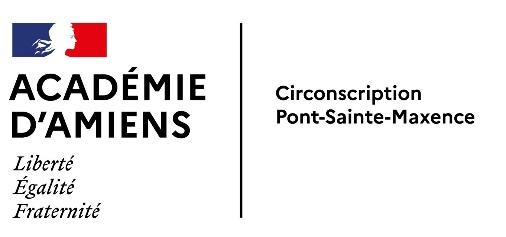 ACADÉMIE
D'AMIENS
Liberté
Égalité
Fraternité
Circonscription
Pont-Sainte-Maxence